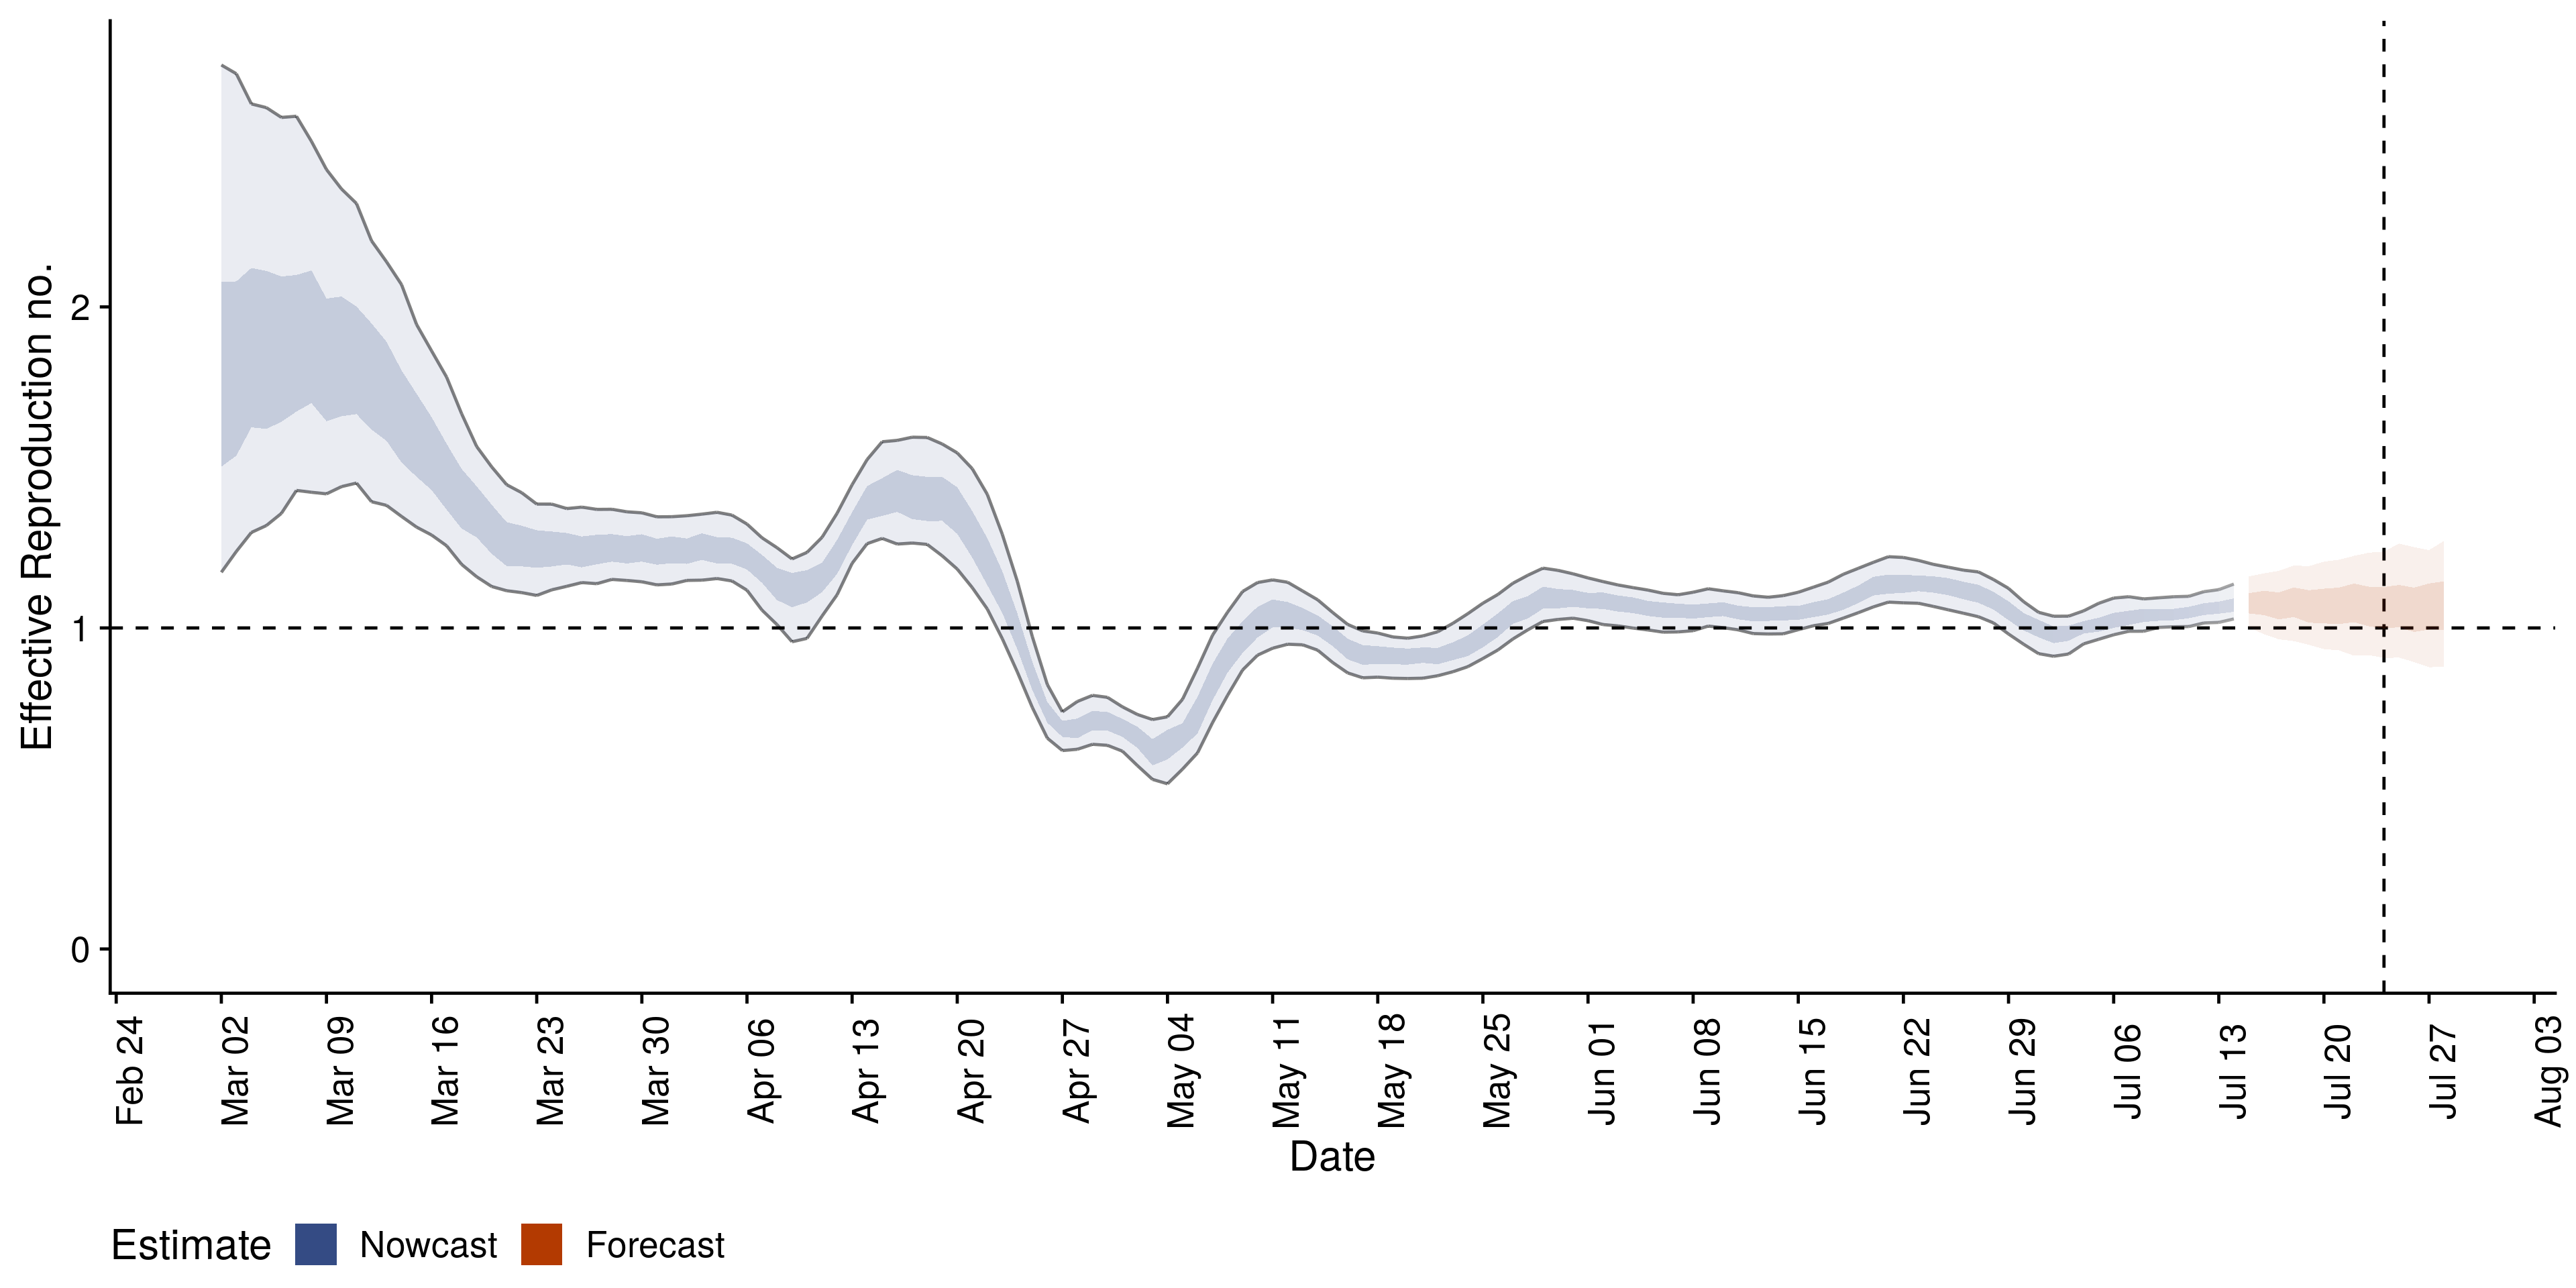 Effective Reproduction no.
2
1
0
Feb 24
Mar 02
Mar 09
Mar 16
Mar 23
Mar 30
Apr 06
Apr 13
Apr 20
Apr 27
May 04
May 11
May 18
May 25
Jun 01
Jun 08
Jun 15
Jun 22
Jun 29
Jul 06
Jul 13
Jul 20
Jul 27
Aug 03
Date
Estimate Nowcast Forecast